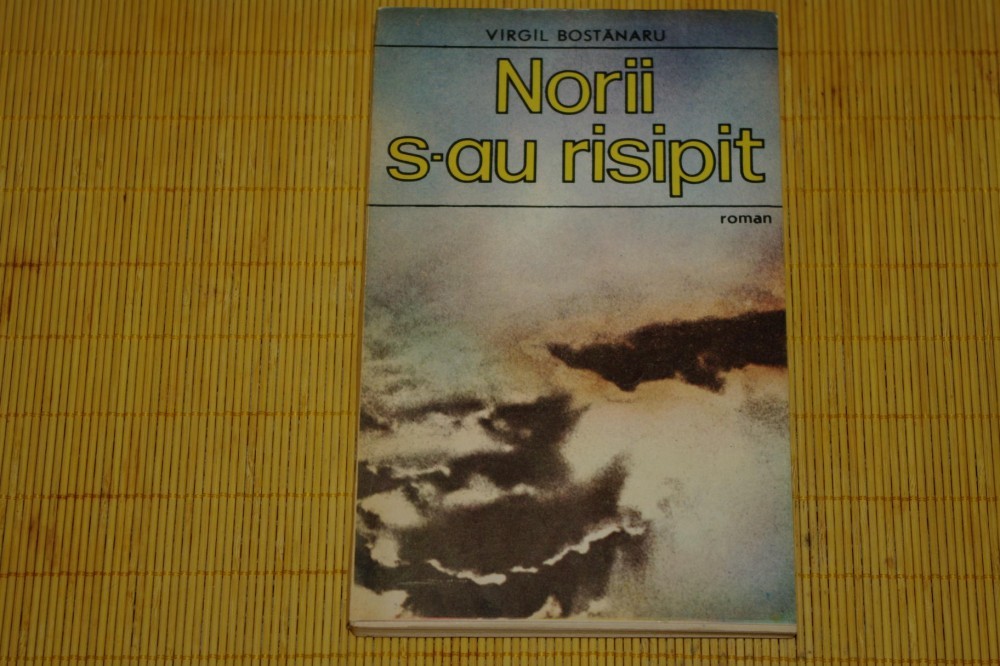 VIRGIL BOSTĂNARU
Norii
s-au risipit
roman